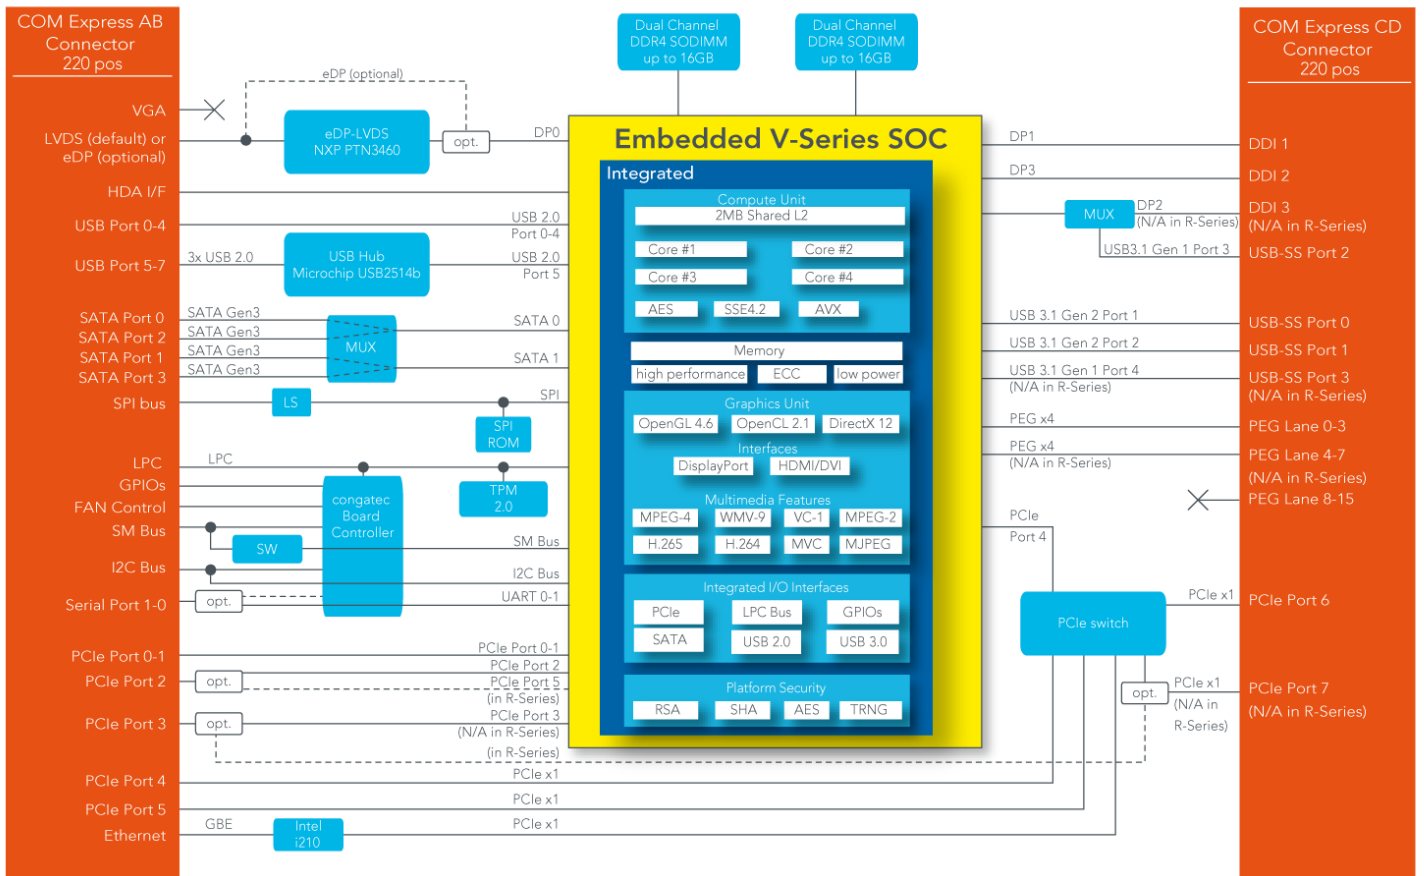 COM Express AB
Connector
220 pos
VGA
LVDS (default) or
eDP (optional)
HDA I/F
USB Port 0-4
USB Port 5-7
SATA Port 0
SATA Port 2
SATA Port 1
SATA Port 3
SPI bus
LPC
GPIOs
FAN Control
SM Bus
I2C Bus
Serial Port 1-0
PCIe Port 0-1
PCIe Port 2
PCIe Port 3
PCIe Port 4
PCIe Port 5
Ethernet
eDP (optional)
eDP-LVDS
NXP PTN3460
opt.
DP0
USB 2.0
Port 0-4
3x USB 2.0
USB Hub
Microchip USB2514b
USB 2.0
Port 5
SATA Gen3
SATA Gen3
SATA Gen3
SATA Gen3
MUX
SATA 0
SATA 1
LS
SPI
SPI
ROM
LPC
TPM
2.0
congatec
Board
Controller
SW
SM Bus
I2C Bus
opt.
UART 0-1
PCIe Port 0-1
PCIe Port 2
opt.
PCIe Port 5
(in R-Series)
opt.
PCIe Port 3
(N/A in R-Series)
(in R-Series)
PCIe x1
PCIe x1
GBE
Intel
i210
PCIe x1
Dual Channel
DDR4 SODIMM
up to 16GB
Dual Channel
DDR4 SODIMM
up to 16GB
Embedded V-Series SOC
Integrated
Compute Unit
2MB Shared L2
Core #1
Core #2
Core #3
Core #4
AES
SSE4.2
AVX
Memory
high performance
ECC
low power
Graphics Unit
OpenGL 4.6
OpenCL 2.1
DirectX 12
Interfaces
DisplayPort
HDMI/DVI
Multimedia Features
MPEG-4
WMV-9
VC-1
MPEG-2
H.265
H.264
MVC
MJPEG
Integrated I/O Interfaces
PCIe
LPC Bus
GPIOs
SATA
USB 2.0
USB 3.0
Platform Security
RSA
SHA
AES
TRNG
DP1
DP3
MUX
DP2
(N/A in R-Series)
USB3.1 Gen 1 Port 3
USB 3.1 Gen 2 Port 1
USB 3.1 Gen 2 Port 2
USB 3.1 Gen 1 Port 4
(N/A in R-Series)
PEG x4
PEG x4
(N/A in R-Series)
PCIe
Port 4
PCIe switch
PCIe x1
opt.
PCIe x1
(N/A in
R-Series)
COM Express CD
Connector
220 pos
DDI 1
DDI 2
DDI 3
(N/A in R-Series)
USB-SS Port 2
USB-SS Port 0
USB-SS Port 1
USB-SS Port 3
(N/A in R-Series)
PEG Lane 0-3
PEG Lane 4-7
(N/A in R-Series)
PEG Lane 8-15
PCIe Port 6
PCIe Port 7
(N/A in R-Series)